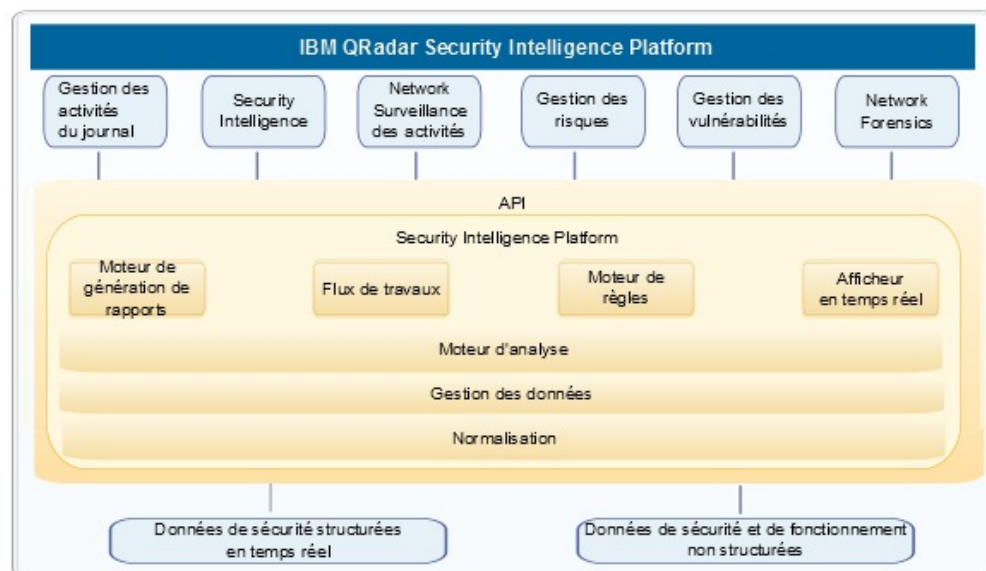 IBM QRadar Security Intelligence Platform
Gestion des
activités
du journal
Security
Intelligence
Network
Surveillance
des activités
Gestion des
risques
Gestion des
vulnérabilités
Network
Forensics
API
Security Intelligence Platform
Moteur de
génération de
rapports
Flux de travaux
Moteur de
règles
Afficheur
en temps réel
Moteur d'analyse
Gestion des données
Normalisation
Données de sécurité structurées
en temps réel
Données de sécurité et de fonctionnement
non structurées